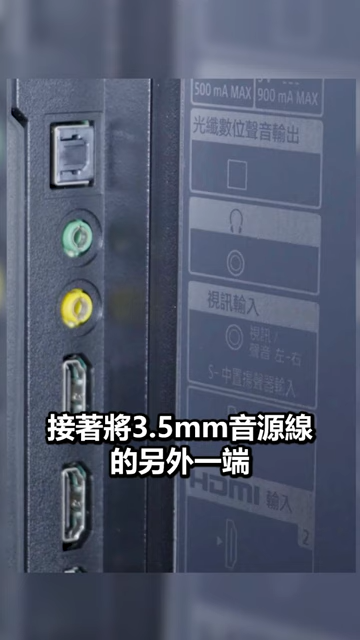 500 mA MAX
900 mA MAX
光纖數位聲音輸出
視訊輸入
視訊 /
聲音 左-右
S-中置揚聲器輸入
接著將3.5mm音源線
的另外一端
HDMI 輸入
2